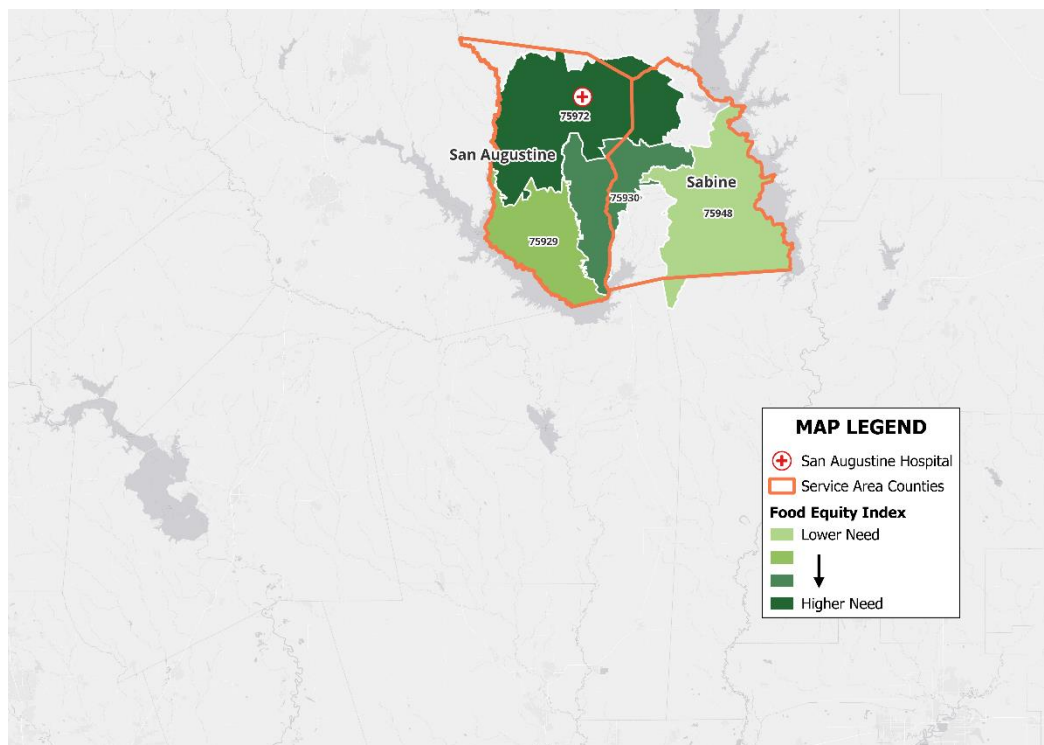 75972
San Augustine
Sabine
75930
75948
75929
MAP LEGEND
San Augustine Hospital
Service Area Counties
Food Equity Index
Lower Need
Higher Need